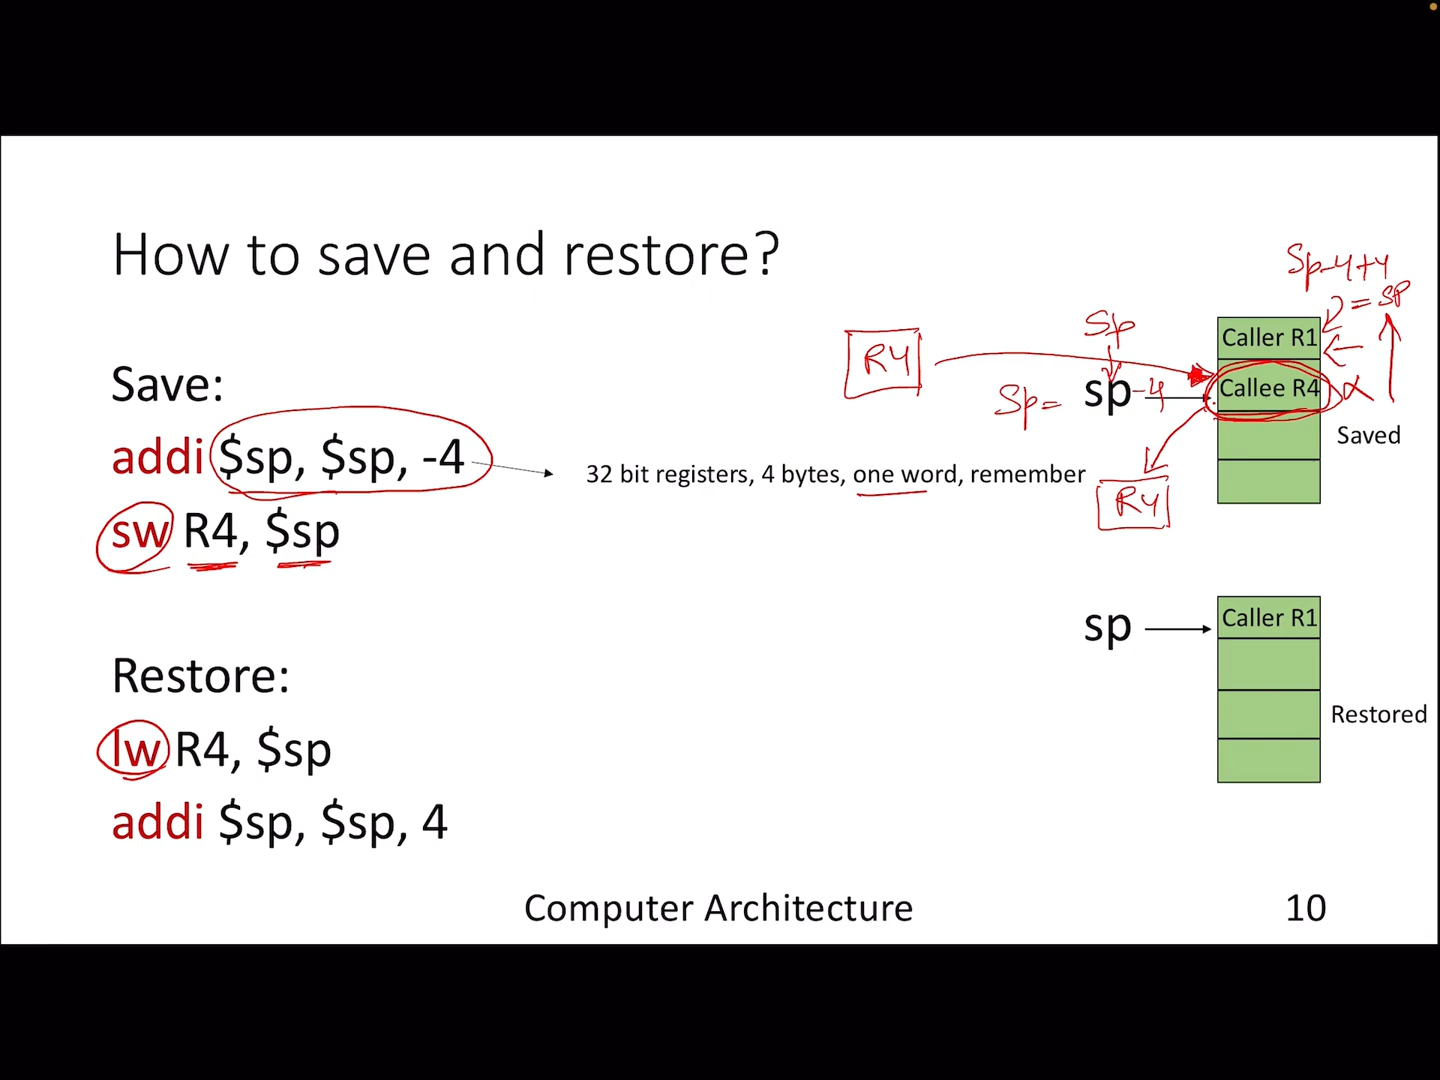 How to save and restore?
Sp-4+4
= SP
Sp
Caller R1
R4
Save:
Sp= sp -4
Callee R4
Saved
addi $sp, $sp, -4
32 bit registers, 4 bytes, one word, remember
R4
sw R4, $sp
sp
Caller R1
Restore:
Restored
lw R4, $sp
addi $sp, $sp, 4
Computer Architecture
10